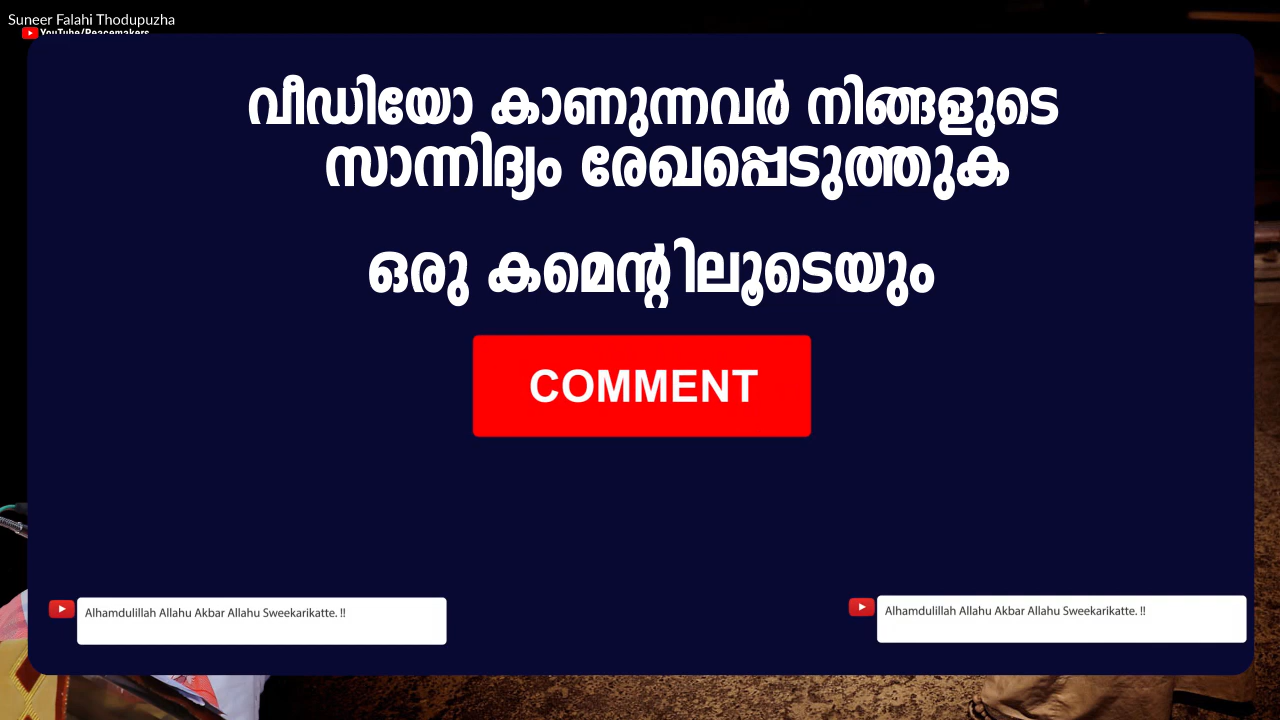 Suneer Falahi Thodupuzha
YouTube/Peacemakers
വീഡിയോ കാണുന്നവർ നിങ്ങളുടെ
സാന്നിദ്യം രേഖപ്പെടുത്തുക
ഒരു കമെന്റിലൂടെയും
COMMENT
Alhamdulillah Allahu Akbar Allahu Sweekarikatte. !!
Alhamdulillah Allahu Akbar Allahu Sweekarikatte. !!